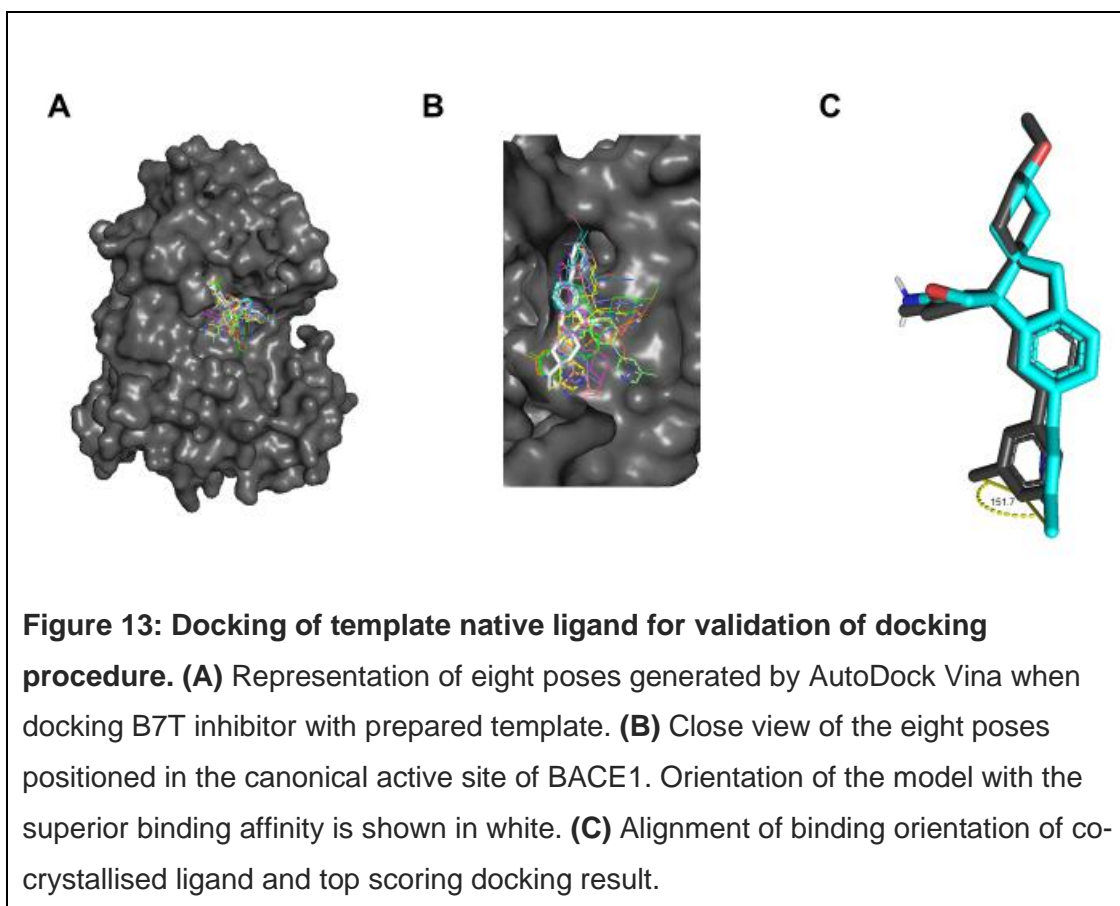 A
B
C
151.7
Figure 13: Docking of template native ligand for validation of docking
procedure. (A) Representation of eight poses generated by AutoDock Vina when
docking B7T inhibitor with prepared template. (B) Close view of the eight poses
positioned in the canonical active site of BACE1. Orientation of the model with the
superior binding affinity is shown in white. (C) Alignment of binding orientation of co-
crystallised ligand and top scoring docking result.